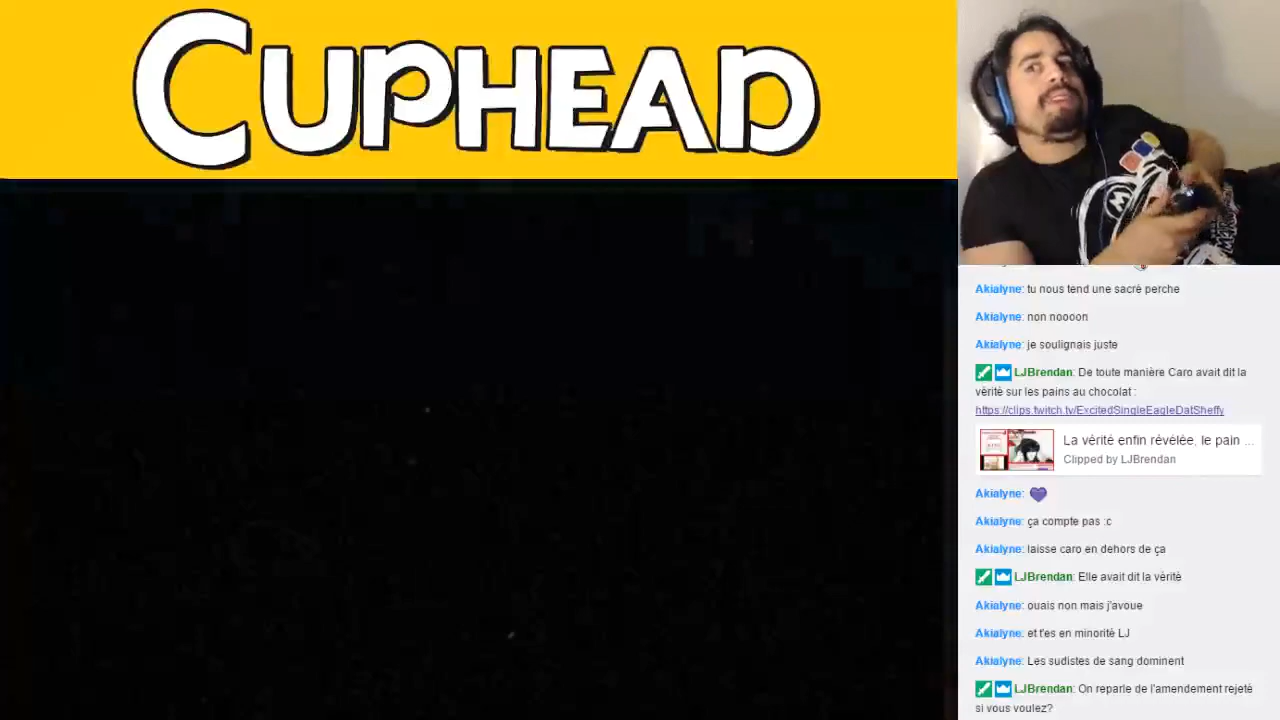 CUPHEAD
Akialyne: tu nous tend une sacré perche
Akialyne: non noooon
Akialyne: je soulignais juste
LJBrendan: De toute manière Caro avait dit la
vérité sur les pains au chocolat :
https://clips.twitch.tv/ExcitedSingleEagleDatSheffy
La vérité enfin révélée, le pain ...
Clipped by LJBrendan
Akialyne:
Akialyne: ça compte pas :c
Akialyne: laisse caro en dehors de ça
LJBrendan: Elle avait dit la vérité
Akialyne: ouais non mais j'avoue
Akialyne: et t'es en minorité LJ
Akialyne: Les sudistes de sang dominent
LJBrendan: On reparle de l'amendement rejeté
si vous voulez?